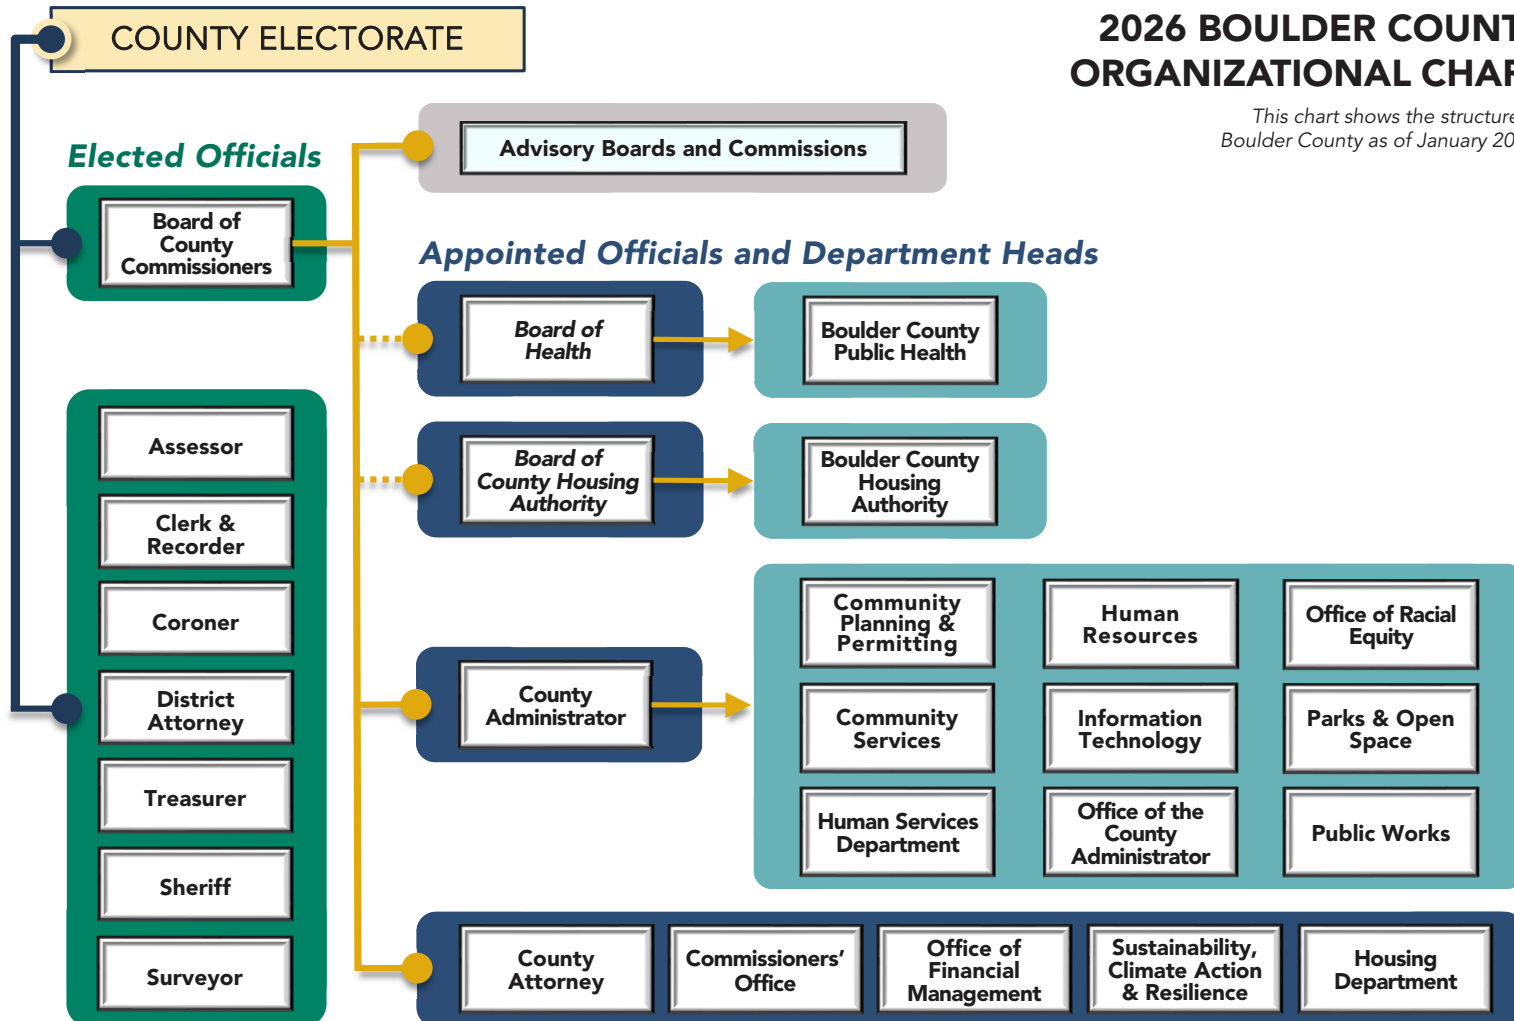 COUNTY ELECTORATE
2026 BOULDER COUNT
ORGANIZATIONAL CHAR
This chart shows the structure
Boulder County as of January 20
Elected Officials
Board of
County
Commissioners
Assessor
Clerk &
Recorder
Coroner
District
Attorney
Treasurer
Sheriff
Surveyor
Advisory Boards and Commissions
Appointed Officials and Department Heads
Board of
Health
Boulder County
Public Health
Board of
County Housing
Authority
Boulder County
Housing
Authority
County
Administrator
Community
Planning &
Permitting
Human
Resources
Office of Racial
Equity
Community
Services
Information
Technology
Parks & Open
Space
Human Services
Department
Office of the
County
Administrator
Public Works
County
Attorney
Commissioners'
Office
Office of
Financial
Management
Sustainability,
Climate Action
& Resilience
Housing
Department